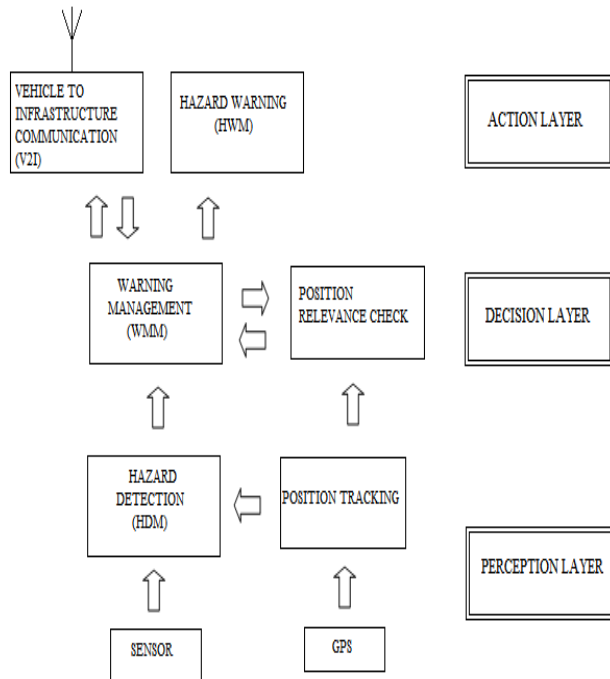 VEHICLE TO
INFRASTRUCTURE
COMMUNICATION
(V2I)
HAZARD WARNING
(HWM)
ACTION LAYER
WARNING
MANAGEMENT
(WMM)
POSITION
RELEVANCE CHECK
DECISION LAYER
HAZARD
DETECTION
(HDM)
POSITION TRACKING
PERCEPTION LAYER
SENSOR
GPS